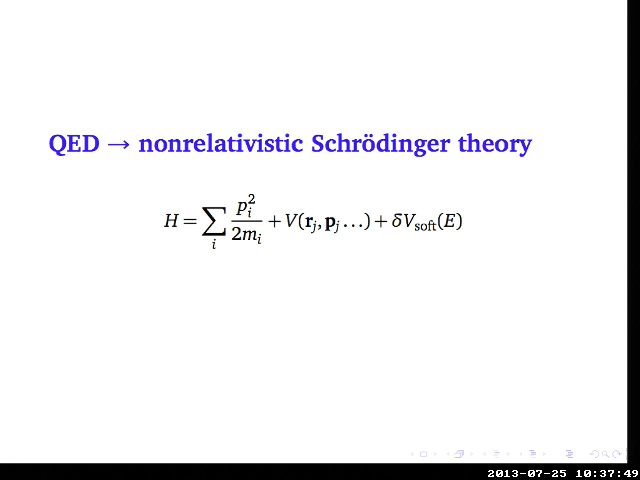 QED → nonrelativistic Schrödinger theory
H = ∑_i p_i^2 / 2m_i + V(r_j, p_j …) + δV_soft(E)
2013-07-25 10:37:49